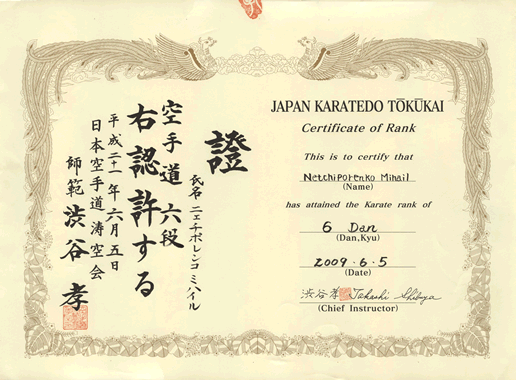 證
氏名 ニェチポレンコ ミハイル
空手道 六段
右認許する
平成二十一年六月五日
日本空手道 涛空会
師範 渋谷 孝
JAPAN KARATEDO TŌKŪKAI
Certificate of Rank
This is to certify that
Netchiporenko Mihail
(Name)
has attained the Karate rank of
6 Dan
(Dan,Kyu)
2009.6.5
(Date)
渋谷孝 Takashi Shibuya
(Chief Instructor)